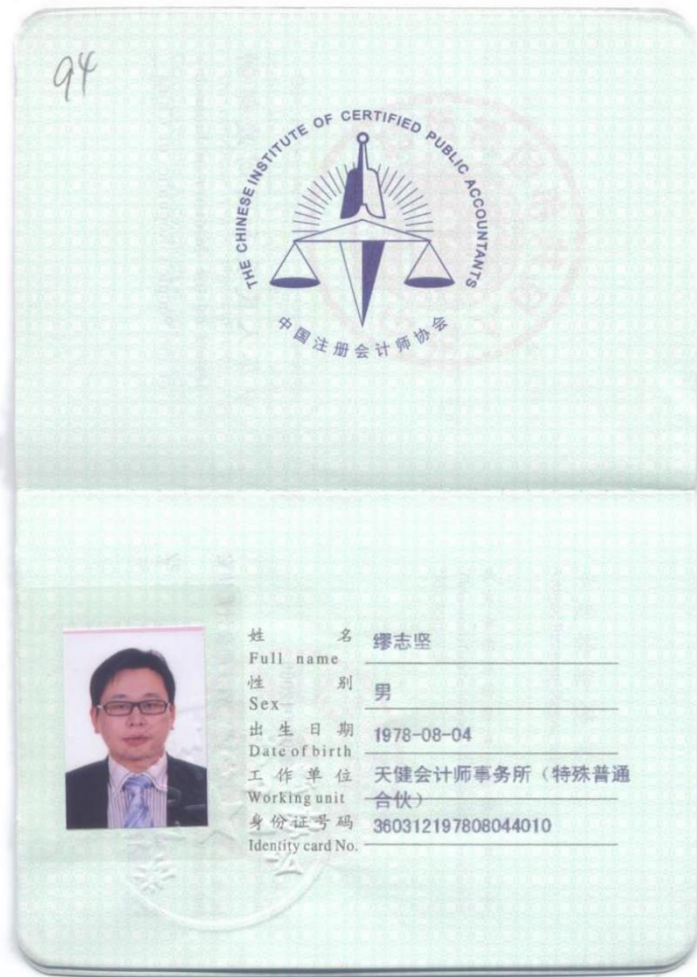 94
THE CHINESE INSTITUTE OF CERTIFIED PUBLIC ACCOUNTANTS
中国注册会计师协会
姓 名 缪志坚
Full name
性 别 男
Sex
出生日期 1978-08-04
Date of birth
工作单位 天健会计师事务所（特殊普通
Working unit 合伙）
身份证号码 360312197808044010
Identity card No.